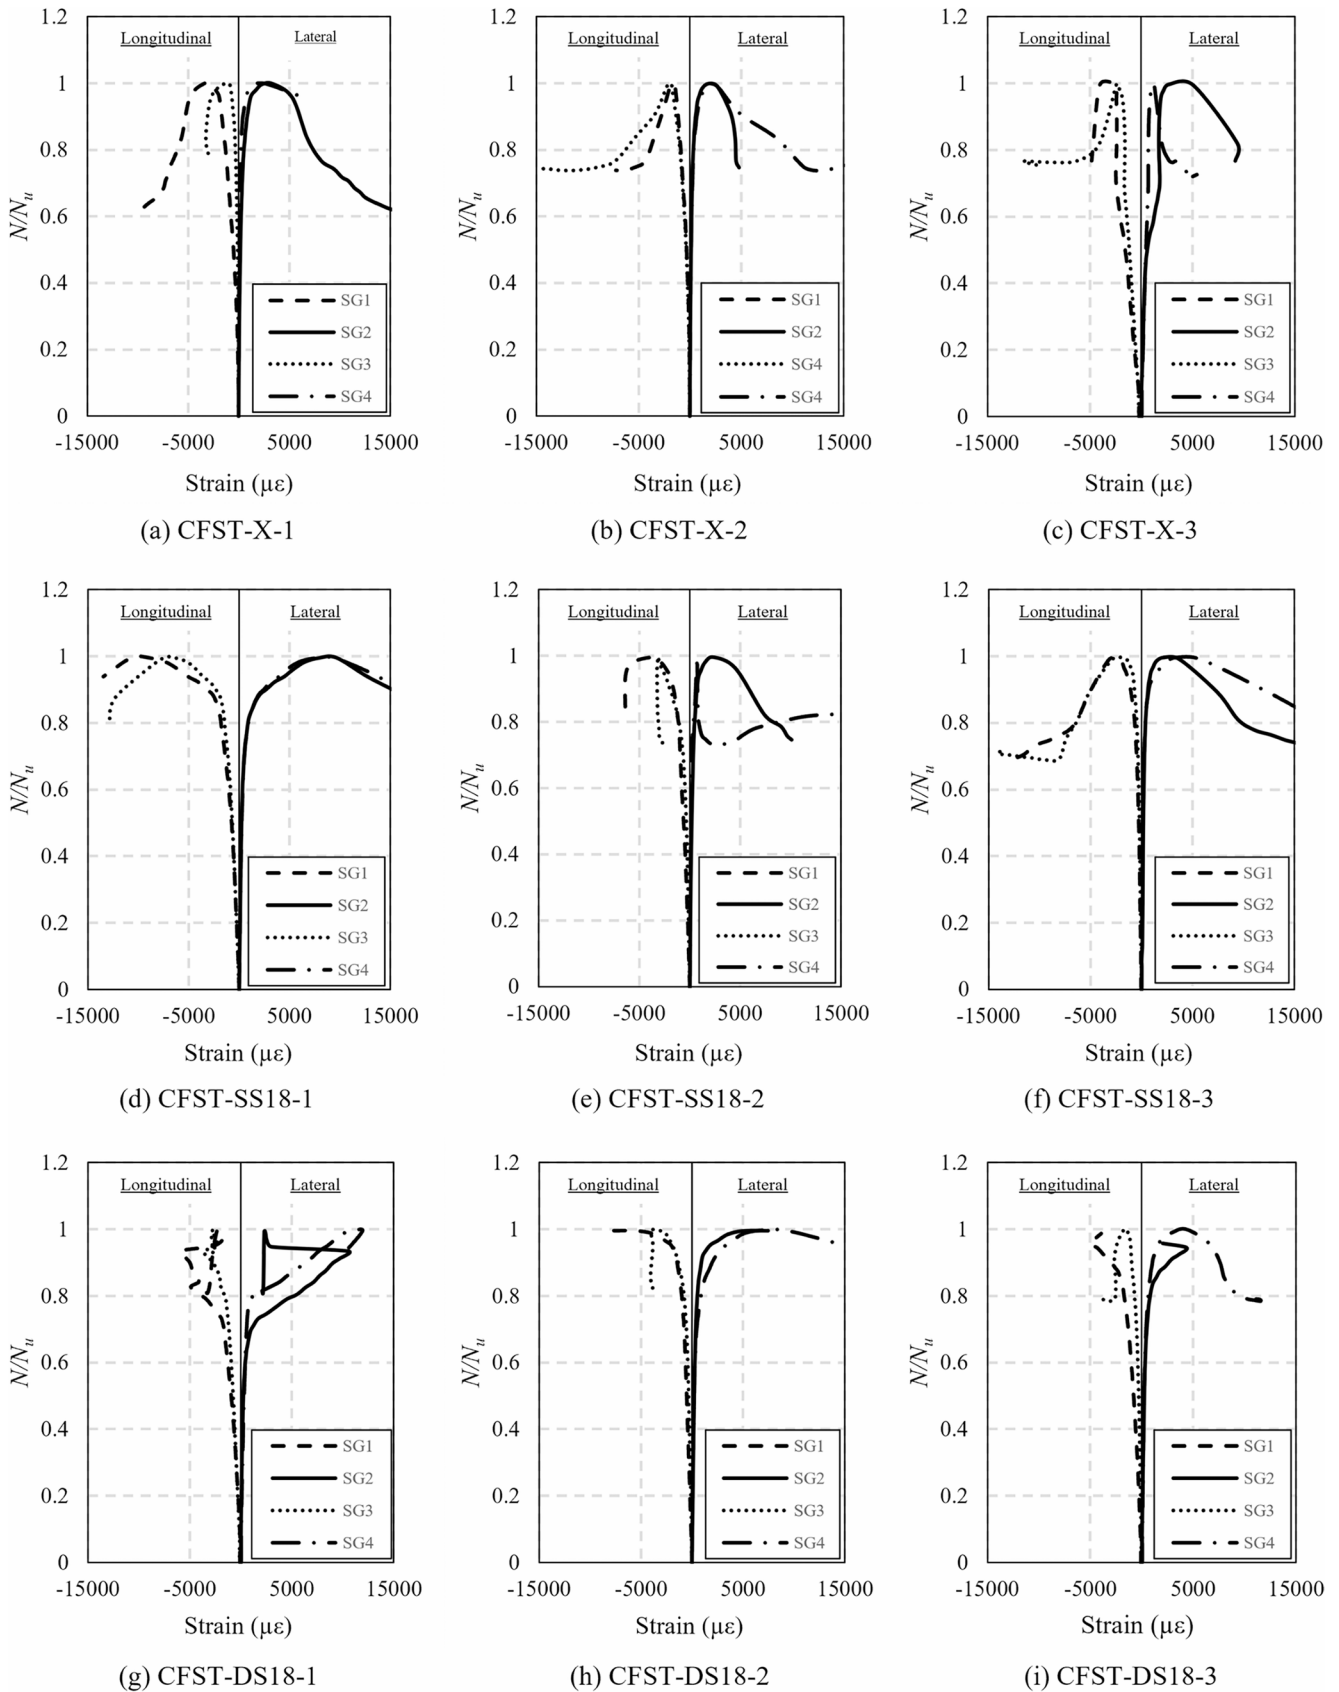 1.2
Longitudinal
Lateral
1
0.8
0.6
0.4
0.2
0
N/Nu
SG1
SG2
SG3
SG4
-15000 -5000 5000 15000
Strain (με)
(a) CFST-X-1
1.2
Longitudinal
Lateral
1
0.8
0.6
0.4
0.2
0
N/Nu
SG1
SG2
SG4
SG4
-15000 -5000 5000 15000
Strain (με)
(b) CFST-X-2
1.2
Longitudinal
Lateral
1
0.8
0.6
0.4
0.2
0
N/Nu
SG1
SG2
SG3
SG4
-15000 -5000 5000 15000
Strain (με)
(c) CFST-X-3
1.2
Longitudinal
Lateral
1
0.8
0.6
0.4
0.2
0
N/Nu
SG1
SG2
SG3
SG4
-15000 -5000 5000 15000
Strain (με)
(d) CFST-SS18-1
1.2
Longitudinal
Lateral
1
0.8
0.6
0.4
0.2
0
N/Nu
SG1
SG2
SG3
SG4
-15000 -5000 5000 15000
Strain (με)
(e) CFST-SS18-2
1.2
Longitudinal
Lateral
1
0.8
0.6
0.4
0.2
0
N/Nu
SG1
SG2
SG3
SG4
-15000 -5000 5000 15000
Strain (με)
(f) CFST-SS18-3
1.2
Longitudinal
Lateral
1
0.8
0.6
0.4
0.2
0
N/Nu
SG1
SG2
SG3
SG4
-15000 -5000 5000 15000
Strain (με)
(g) CFST-DS18-1
1.2
Longitudinal
Lateral
1
0.8
0.6
0.4
0.2
0
N/Nu
SG1
SG2
SG3
SG4
-15000 -5000 5000 15000
Strain (με)
(h) CFST-DS18-2
1.2
Longitudinal
Lateral
1
0.8
0.6
0.4
0.2
0
N/Nu
SG1
SG2
SG3
SG4
-15000 -5000 5000 15000
Strain (με)
(i) CFST-DS18-3